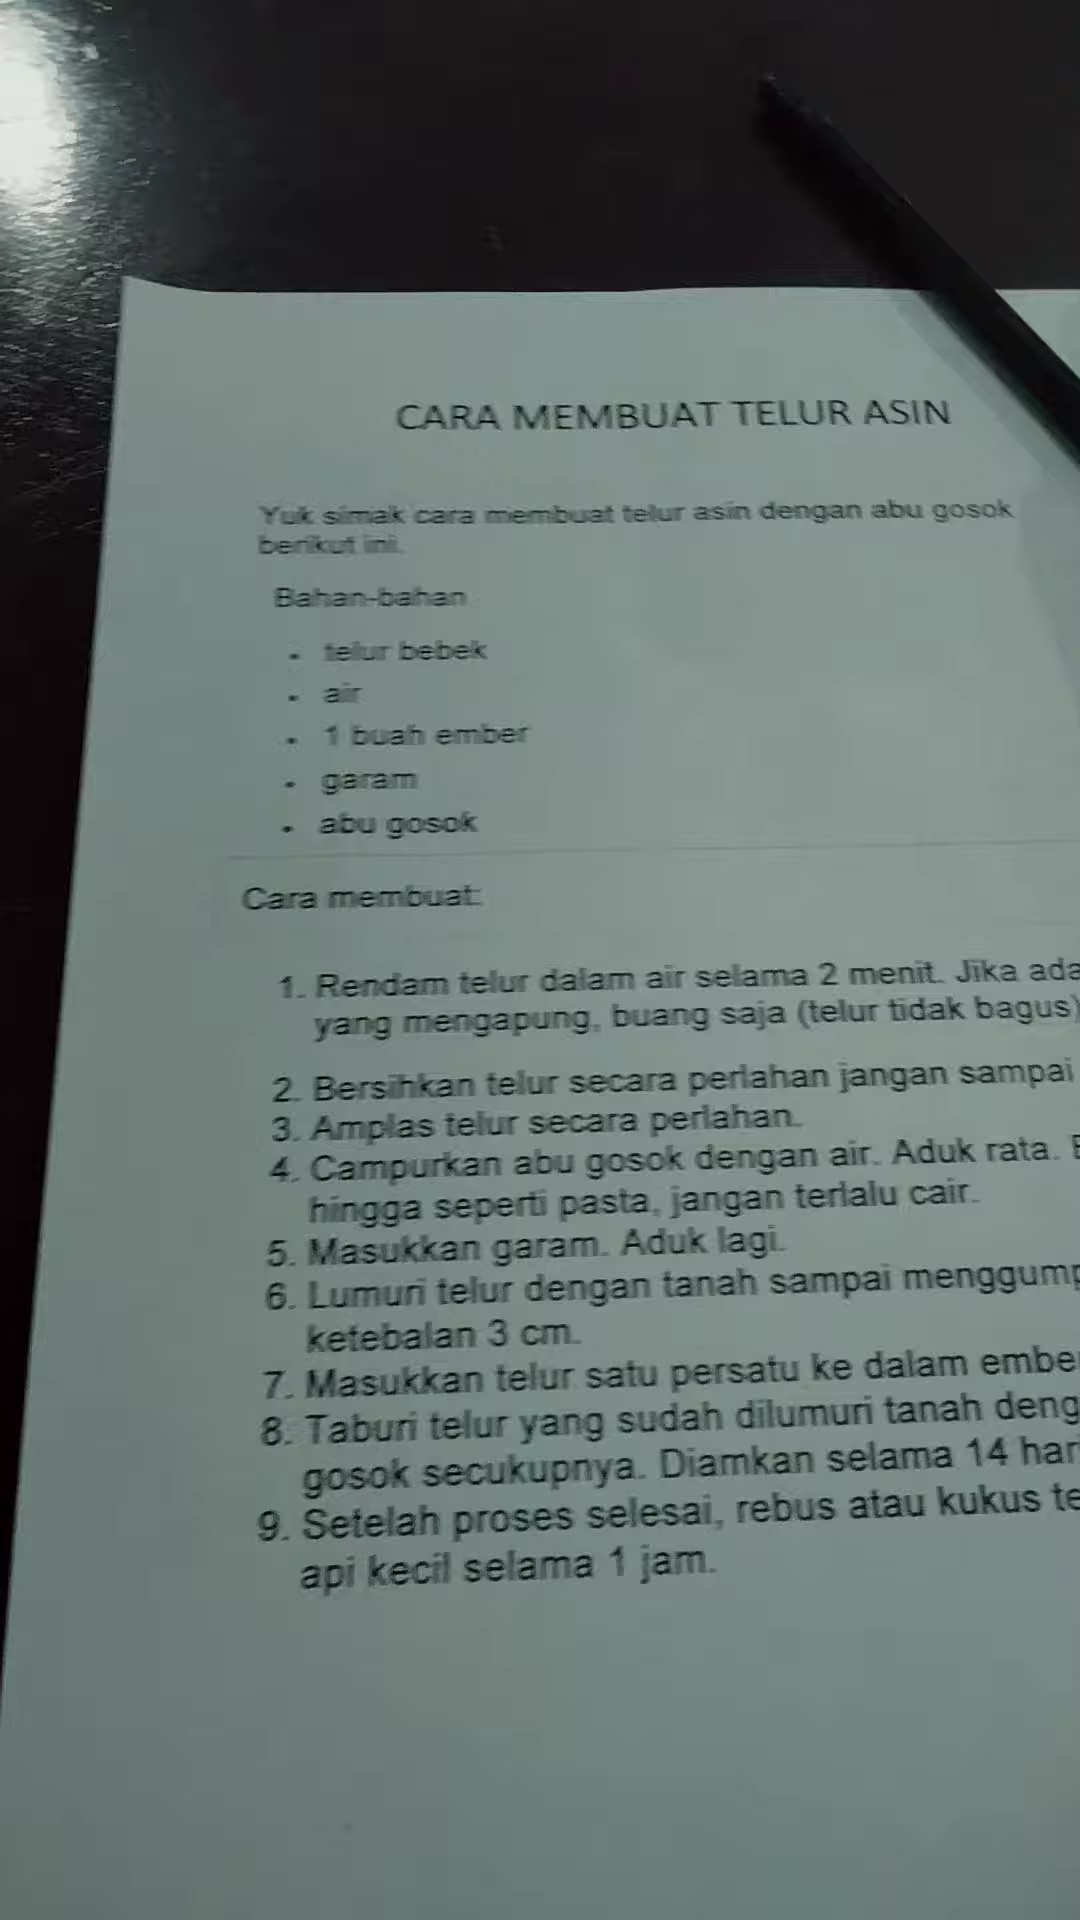 CARA MEMBUAT TELUR ASIN
Yuk simak cara membuat telur asin dengan abu gosok
berikut ini.
Bahan-bahan
• telur bebek
• air
• 1 buah ember
• garam
• abu gosok
Cara membuat:
1. Rendam telur dalam air selama 2 menit. Jika ada
yang mengapung, buang saja (telur tidak bagus)
2. Bersihkan telur secara perlahan jangan sampai
3. Amplas telur secara perlahan.
4. Campurkan abu gosok dengan air. Aduk rata.
hingga seperti pasta, jangan terlalu cair.
5. Masukkan garam. Aduk lagi.
6. Lumuri telur dengan tanah sampai
ketebalan 3 cm.
7. Masukkan telur satu persatu ke dalam
8. Taburi telur yang sudah dilumuri tanah
gosok secukupnya. Diamkan selama 14 hari
9. Setelah proses selesai, rebus atau kukus
api kecil selama 1 jam.